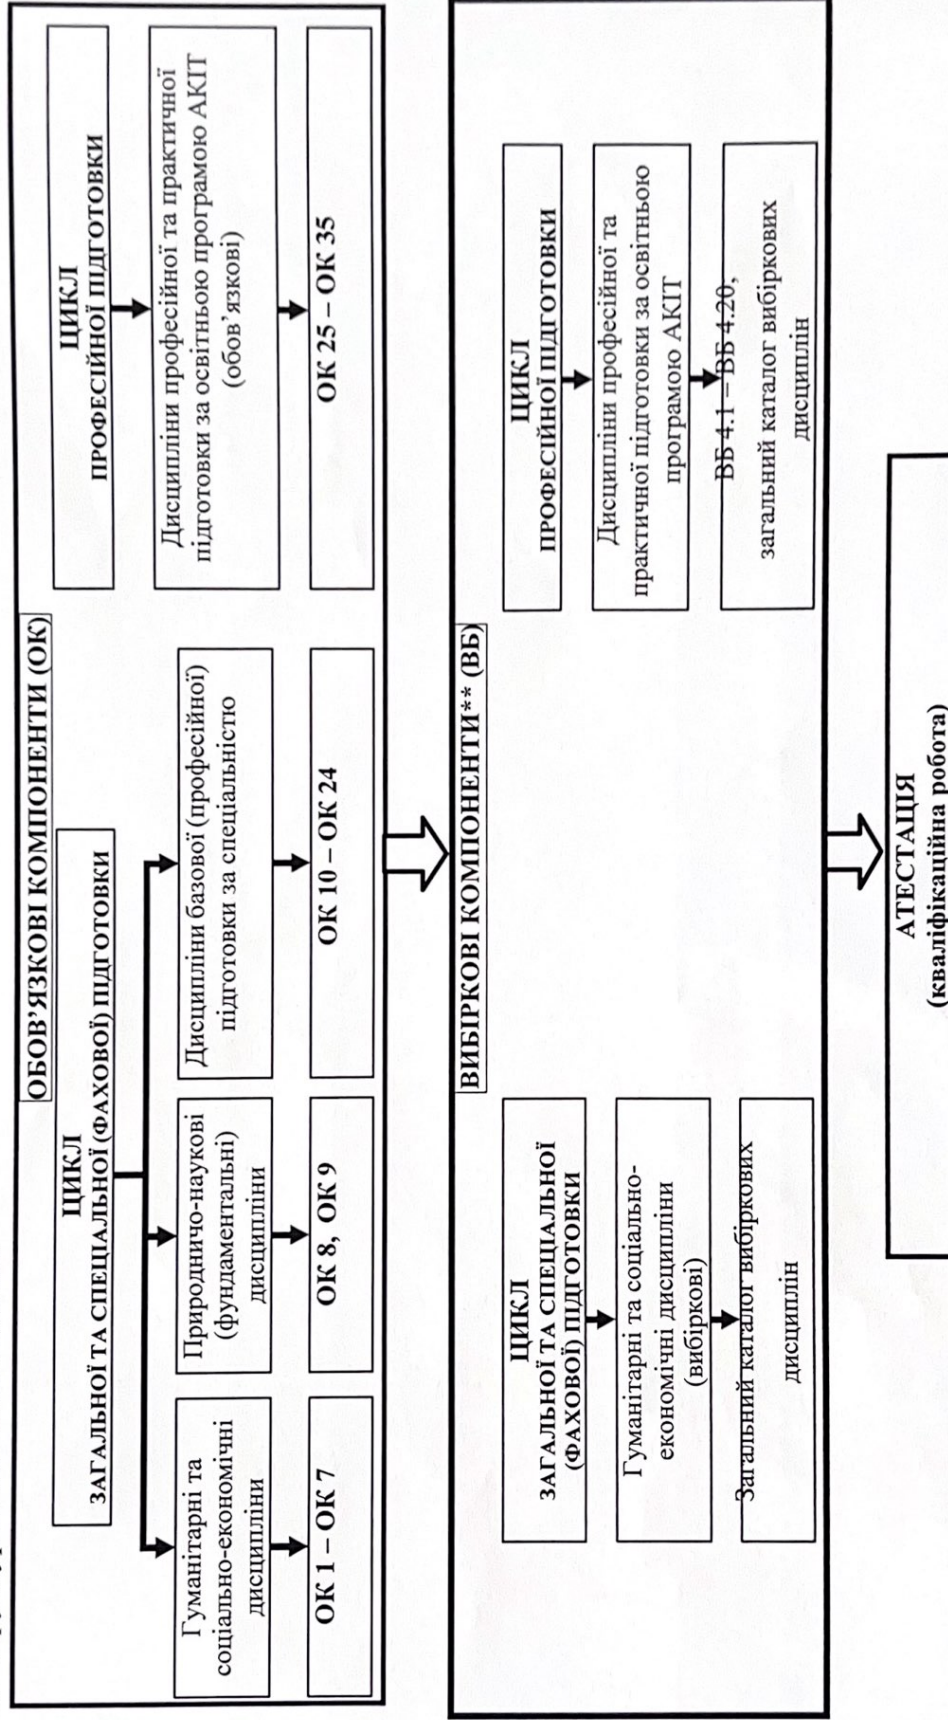 ОБОВ'ЯЗКОВІ КОМПОНЕНТИ (ОК)
ЦИКЛ
ЗАГАЛЬНОЇ ТА СПЕЦІАЛЬНОЇ (ФАХОВОЇ) ПІДГОТОВКИ
Гуманітарні та
соціально-економічні
дисципліни
ОК 1 – ОК 7
Природничо-наукові
(фундаментальні)
дисципліни
ОК 8, ОК 9
Дисципліни базової (професійної)
підготовки за спеціальністю
ОК 10 – ОК 24
ЦИКЛ
ПРОФЕСІЙНОЇ ПІДГОТОВКИ
Дисципліни професійної та практичної
підготовки за освітньою програмою АКІТ
(обов’язкові)
ОК 25 – ОК 35
ВИБІРКОВІ КОМПОНЕНТИ** (ВБ)
ЦИКЛ
ЗАГАЛЬНОЇ ТА СПЕЦІАЛЬНОЇ
(ФАХОВОЇ) ПІДГОТОВКИ
Гуманітарні та соціально-
економічні дисципліни
(вибіркові)
Загальний каталог вибіркових
дисциплін
ЦИКЛ
ПРОФЕСІЙНОЇ ПІДГОТОВКИ
Дисципліни професійної та
практичної підготовки за освітньою
програмою АКІТ
ВБ 4.1 – ВБ 4.20,
загальний каталог вибіркових
дисциплін
АТЕСТАЦІЯ
(кваліфікаційна робота)